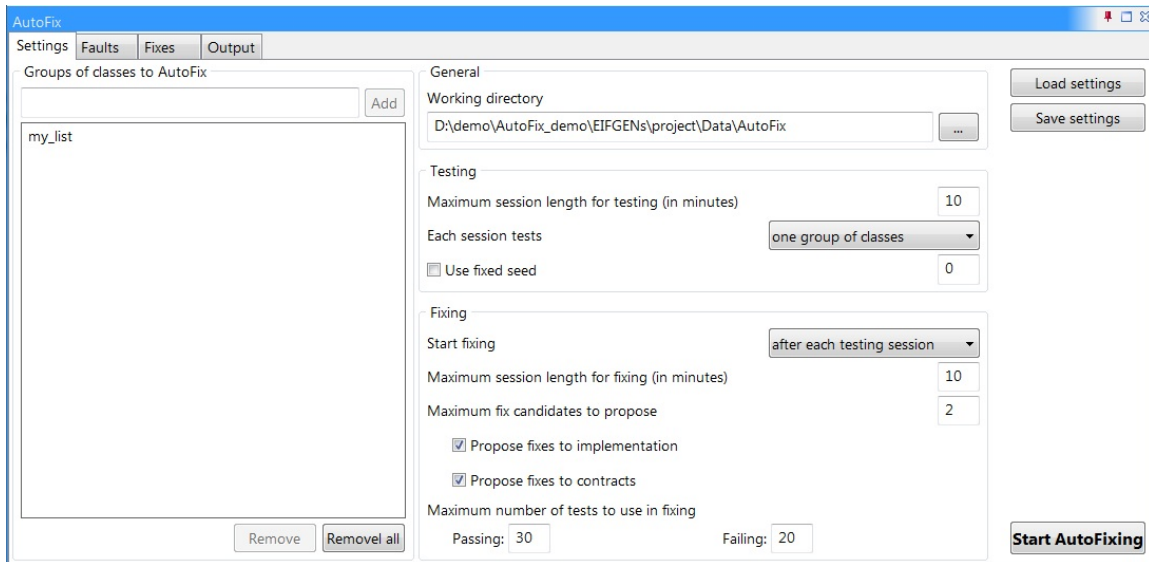 AutoFix
Settings Faults Fixes Output
Groups of classes to AutoFix
Add
my_list
Remove Removel all
General
Working directory
D:\demo\AutoFix_demo\EIFGENs\project\Data\AutoFix ...
Testing
Maximum session length for testing (in minutes) 10
Each session tests one group of classes
Use fixed seed 0
Fixing
Start fixing after each testing session
Maximum session length for fixing (in minutes) 10
Maximum fix candidates to propose 2
Propose fixes to implementation
Propose fixes to contracts
Maximum number of tests to use in fixing
Passing: 30 Failing: 20
Load settings
Save settings
Start AutoFixing